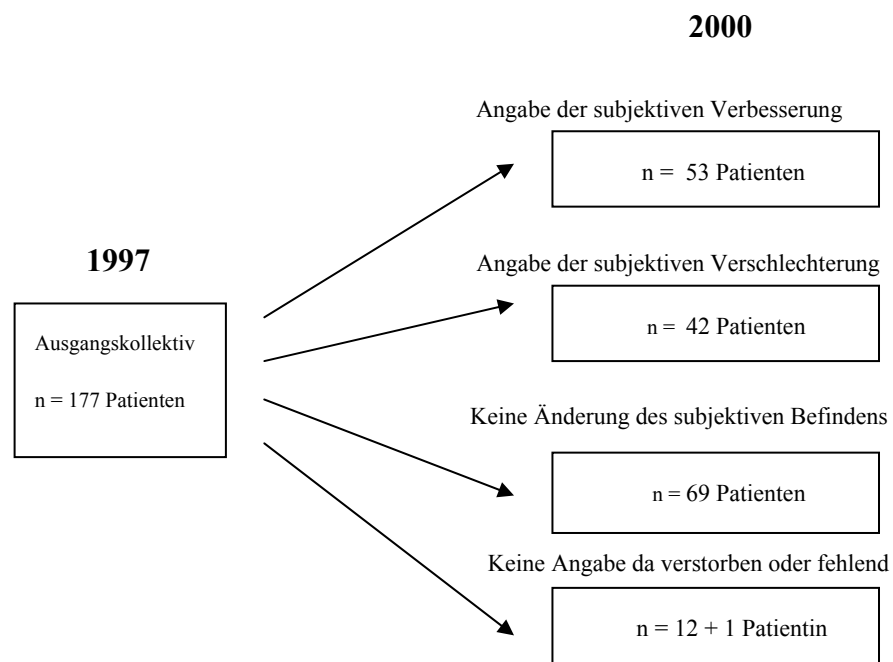 2000
Angabe der subjektiven Verbesserung
n = 53 Patienten
1997
Angabe der subjektiven Verschlechterung
Ausgangskollektiv
n = 177 Patienten
n = 42 Patienten
Keine Änderung des subjektiven Befindens
n = 69 Patienten
Keine Angabe da verstorben oder fehlend
n = 12 + 1 Patientin